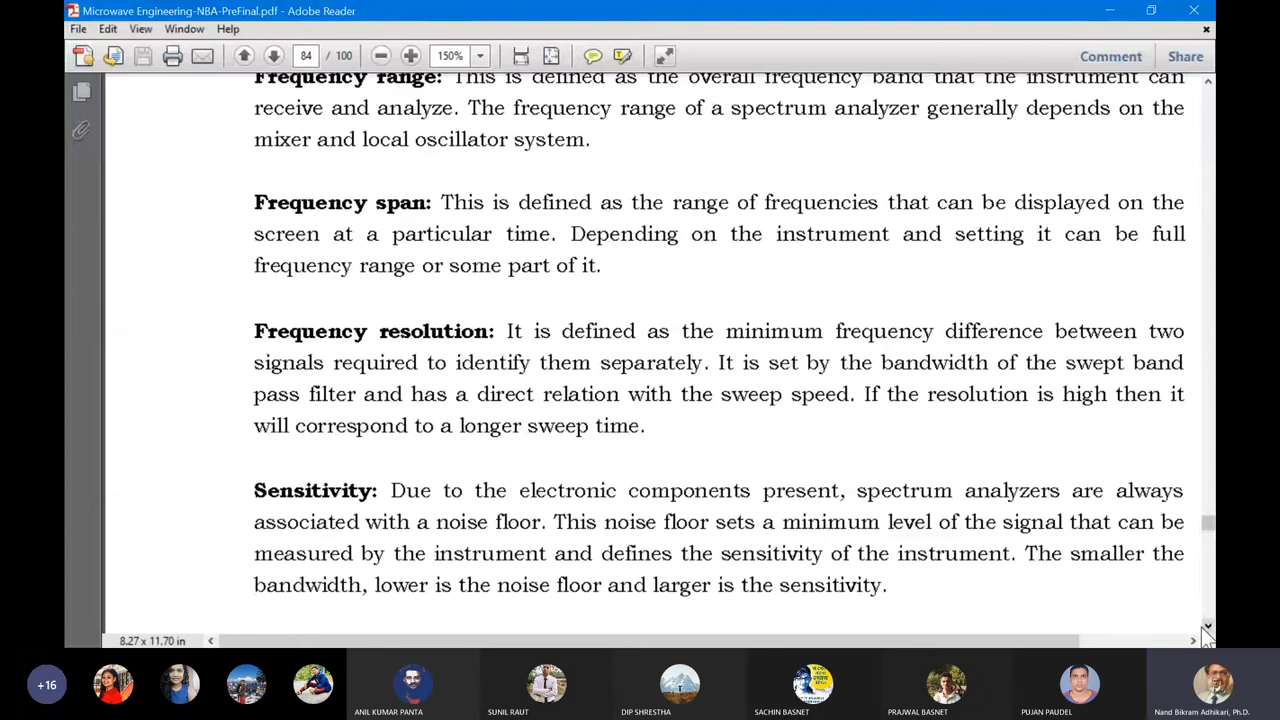 Microwave Engineering-NBA-PreFinal.pdf - Adobe Reader
File Edit View Window Help
84 / 100 150% Comment Share
Frequency range: This is defined as the overall frequency band that the instrument can
receive and analyze. The frequency range of a spectrum analyzer generally depends on the
mixer and local oscillator system.
Frequency span: This is defined as the range of frequencies that can be displayed on the
screen at a particular time. Depending on the instrument and setting it can be full
frequency range or some part of it.
Frequency resolution: It is defined as the minimum frequency difference between two
signals required to identify them separately. It is set by the bandwidth of the swept band
pass filter and has a direct relation with the sweep speed. If the resolution is high then it
will correspond to a longer sweep time.
Sensitivity: Due to the electronic components present, spectrum analyzers are always
associated with a noise floor. This noise floor sets a minimum level of the signal that can be
measured by the instrument and defines the sensitivity of the instrument. The smaller the
bandwidth, lower is the noise floor and larger is the sensitivity.
8.27 x 11.70 in
+16
ANIL KUMAR PANTA SUNIL RAUT DIP SHRESTHA SACHIN BASNET PRAJWAL BASNET PUJAN PAUDEL Nand Bikram Adhikari, Ph.D.